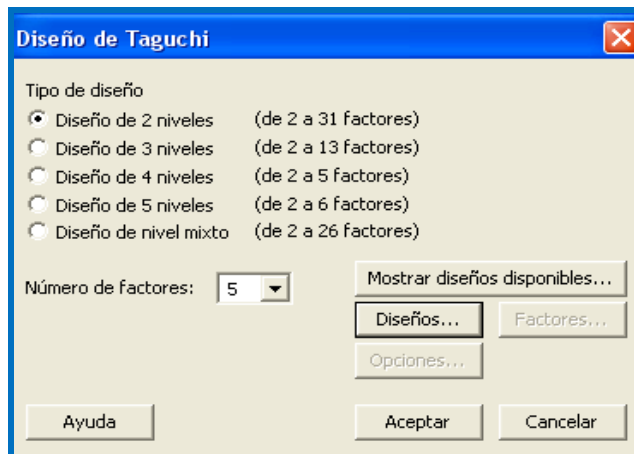 Diseño de Taguchi
Tipo de diseño
Diseño de 2 niveles (de 2 a 31 factores)
Diseño de 3 niveles (de 2 a 13 factores)
Diseño de 4 niveles (de 2 a 5 factores)
Diseño de 5 niveles (de 2 a 6 factores)
Diseño de nivel mixto (de 2 a 26 factores)
Número de factores: 5
Mostrar diseños disponibles...
Diseños... Factores...
Opciones...
Ayuda Aceptar Cancelar